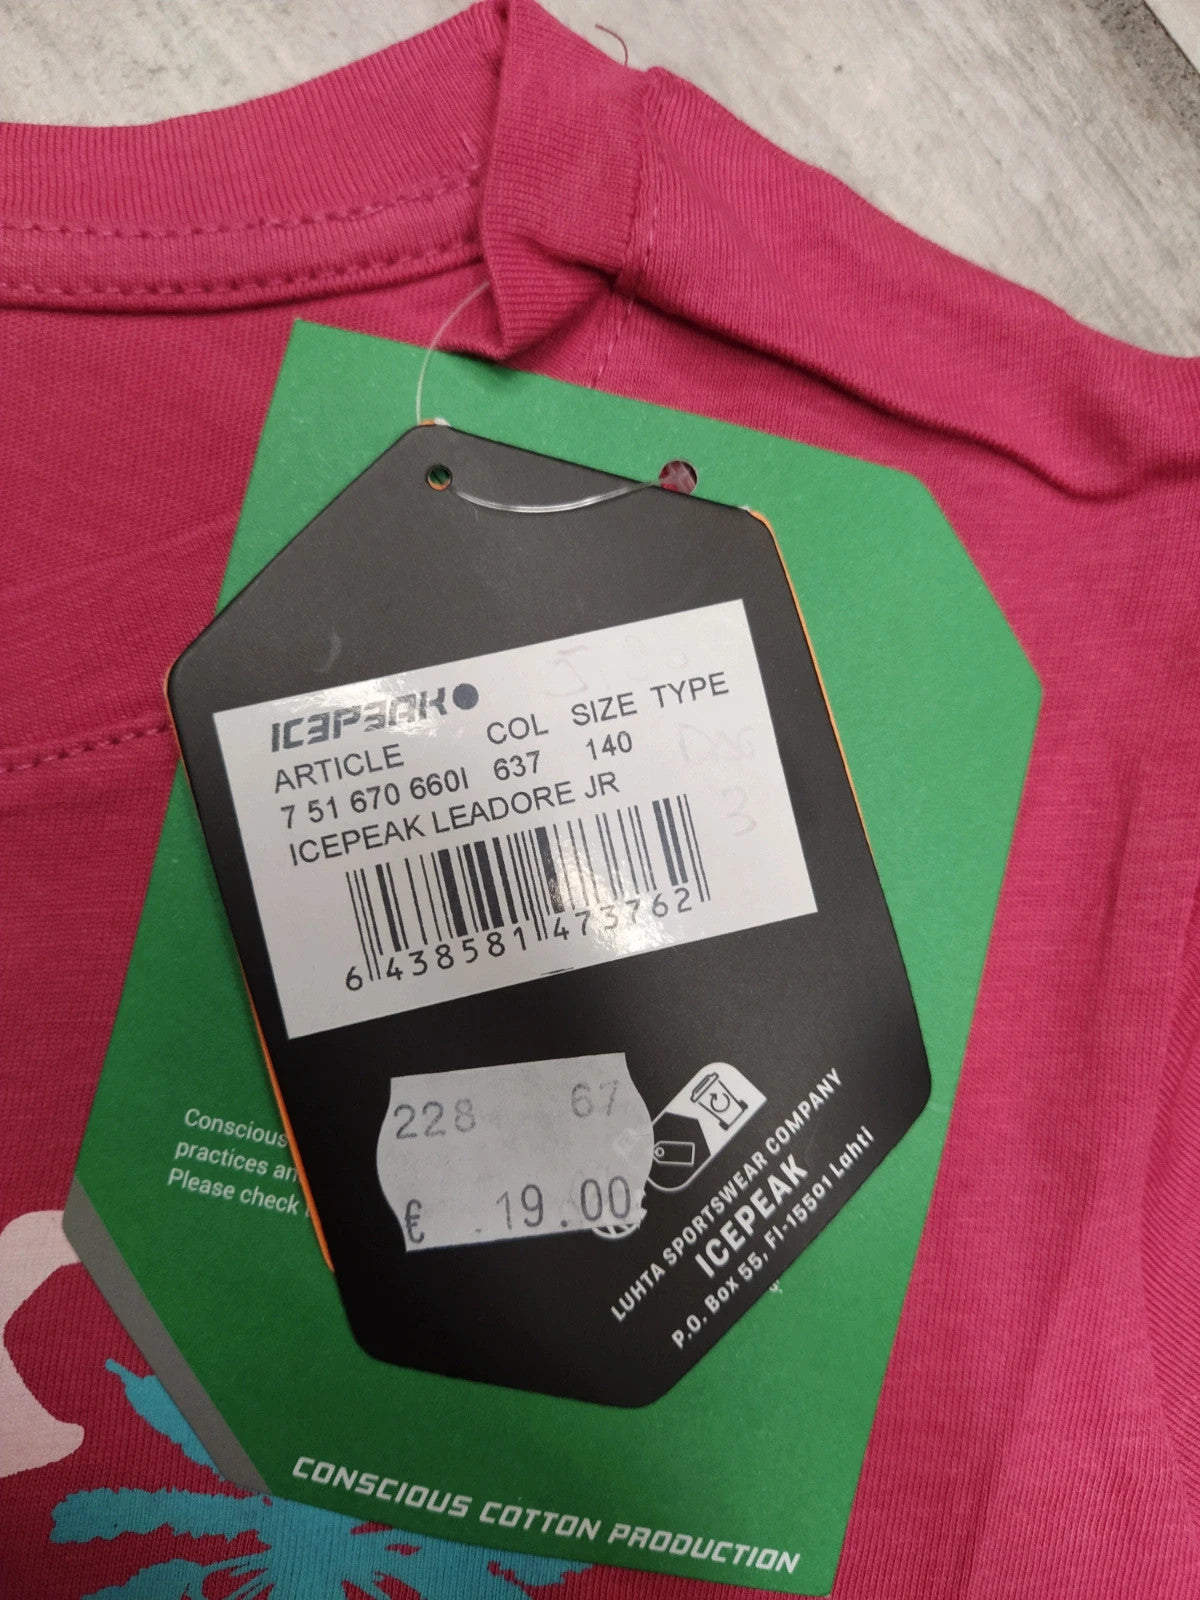 ICEPEAK
ARTICLE COL SIZE TYPE
7 51 670 660I 637 140
ICEPEAK LEADORE JR
6 438581 473762
228 67
€ 19.00
LUHTA SPORTSWEAR COMPANY
ICEPEAK
P.O. Box 55, FI-15501 Lahti
Conscious
practices an
Please check
CONSCIOUS COTTON PRODUCTION